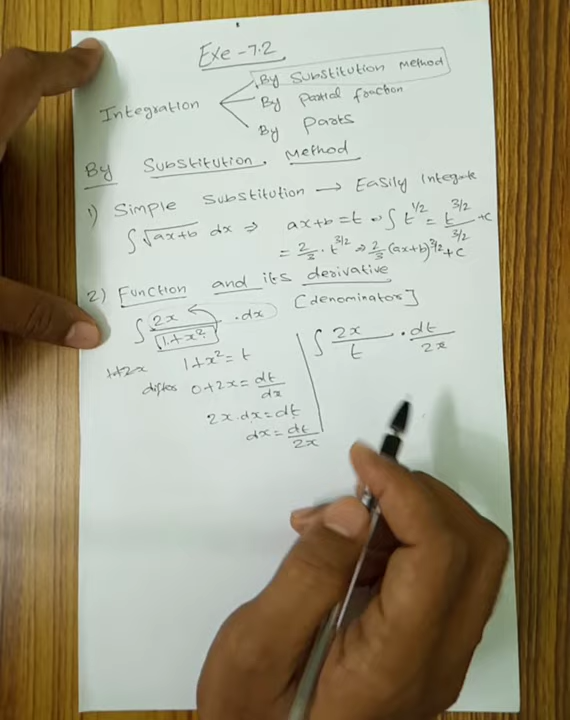 Exe - 7.2
Integration
By Substitution Method
By Partial function
By Parts
By Substitution Method
1) Simple Substitution → Easily Integrate
∫ √ax+b dx ⇒ ax+b = t ⇒ ∫ t^1/2 = t^3/2 / 3/2 + c
= 2/3 · t^3/2 ⇒ 2/3 (ax+b)^3/2 + c
2) Function and its derivative
[denominator]
∫ 2x / 1+x² · dx
1+x² = t
0+2x = dt/dx
2x·dx = dt
dx = dt/2x
∫ 2x/t · dt/2x